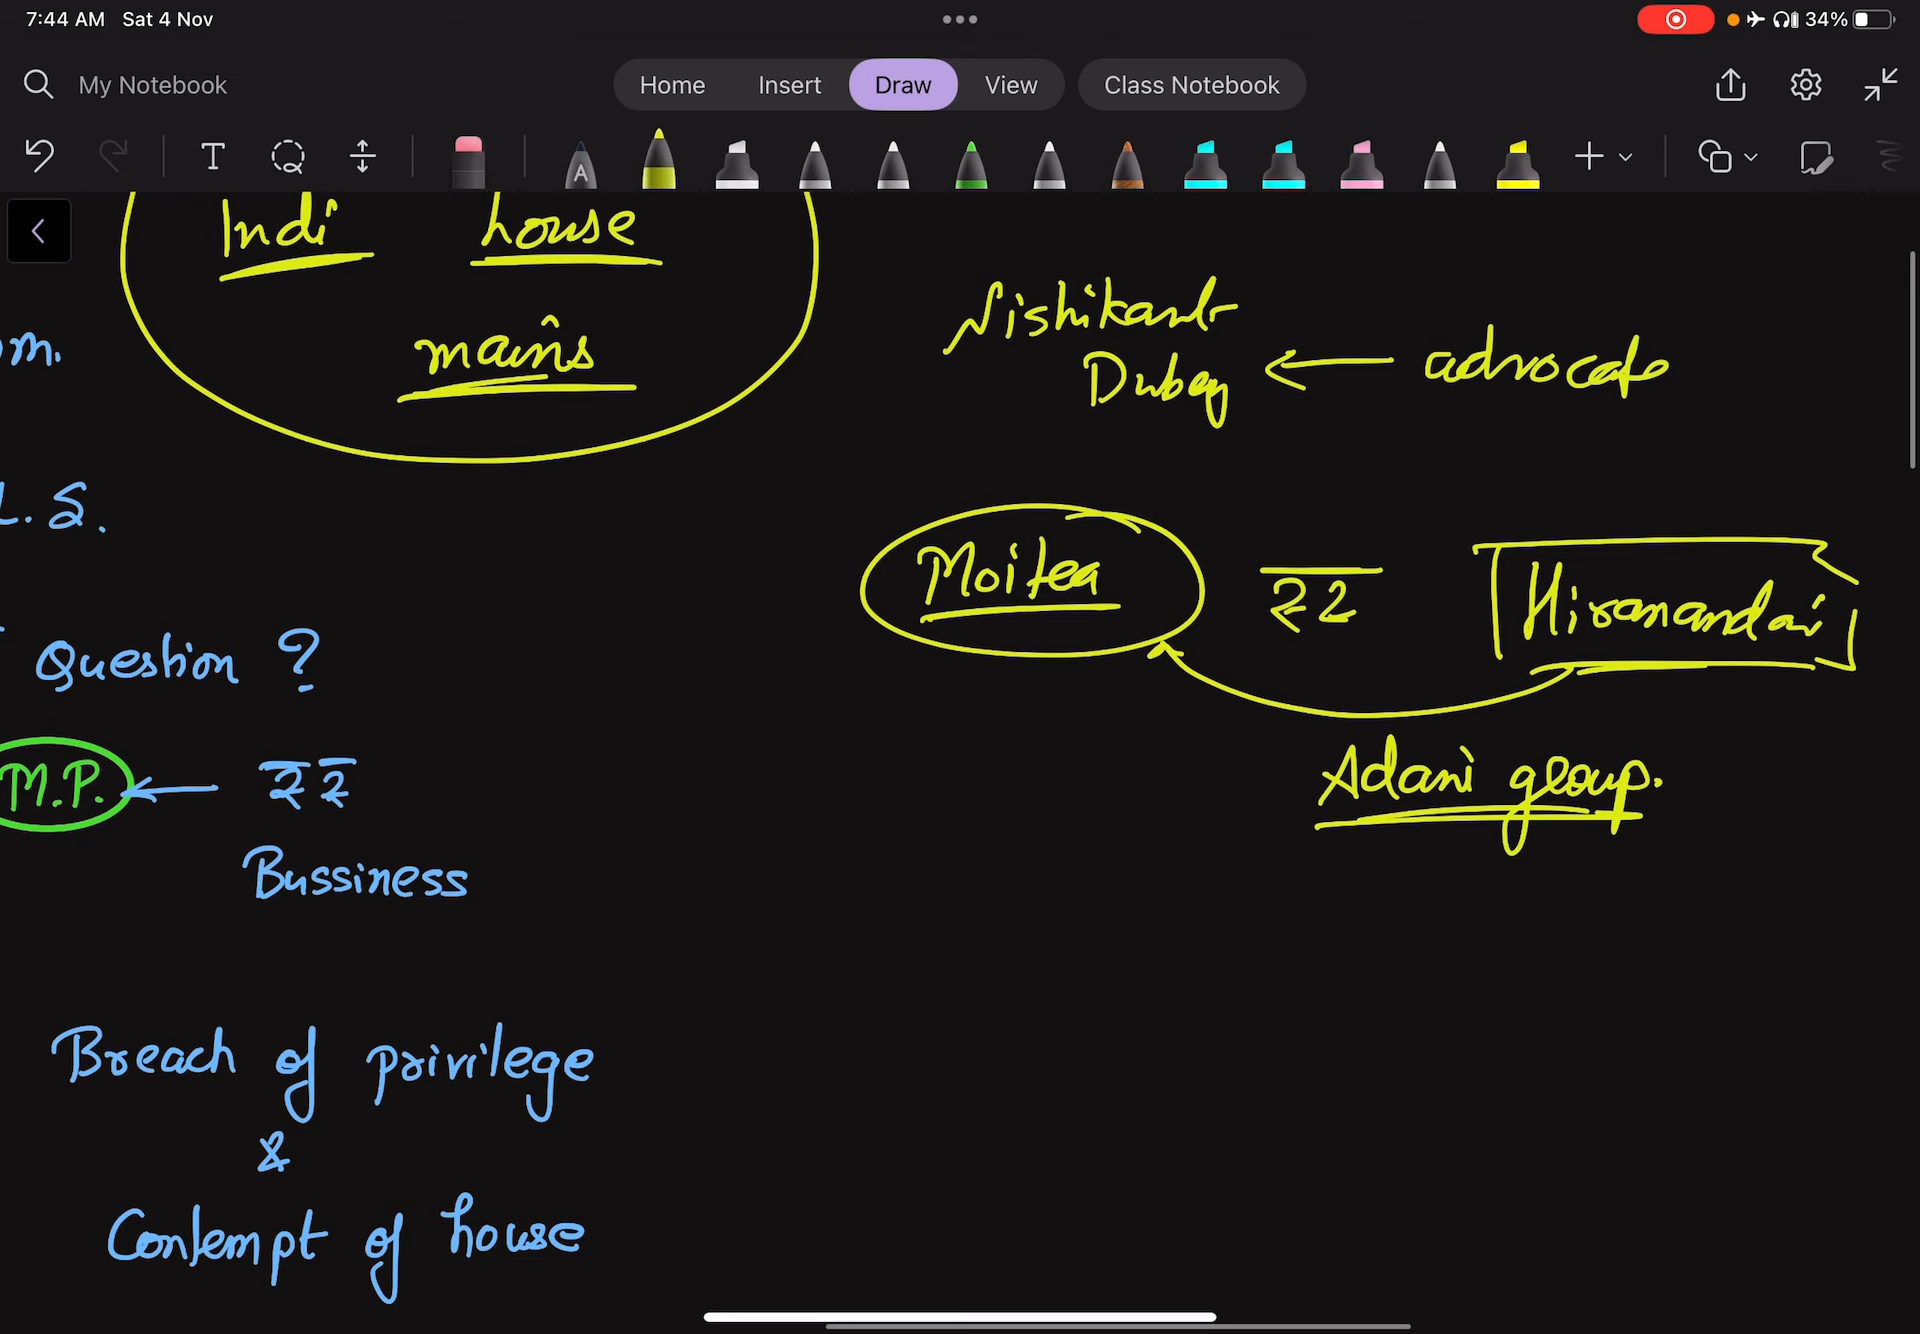 7:44 AM Sat 4 Nov
34%
My Notebook
Home Insert Draw View Class Notebook
T
A
Indi house
mains
m.
L.S.
Question ?
M.P. ← ₹₹
Bussiness
Breach of privilege
&
Contempt of house
Nishikant
Dubey ← advocate
Moitea ₹₹ Hiranandani
Adani group.